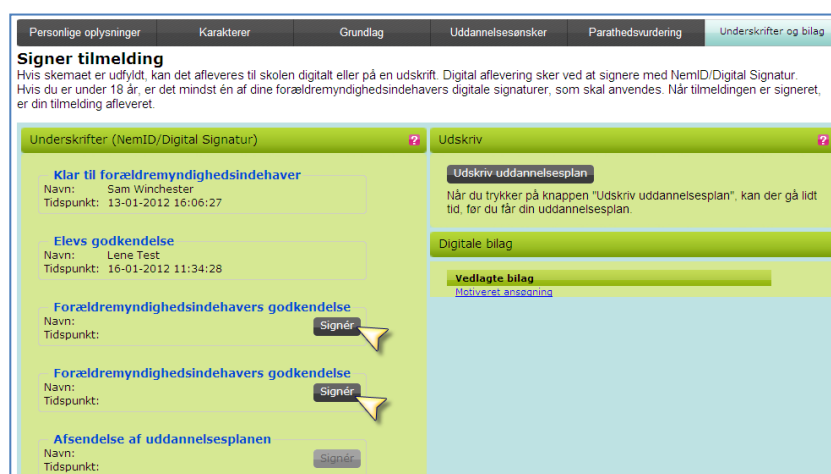 Personlige oplysninger
Karakterer
Grundlag
Uddannelsesønsker
Parathedsvurdering
Underskrifter og bilag
Signer tilmelding
Hvis skemaet er udfyldt, kan det afleveres til skolen digitalt eller på en udskrift. Digital aflevering sker ved at signere med NemID/Digital Signatur.
Hvis du er under 18 år, er det mindst én af dine forældremyndighedsindehavers digitale signaturer, som skal anvendes. Når tilmeldingen er signeret,
er din tilmelding afleveret.
Underskrifter (NemID/Digital Signatur)
?
Klar til forældremyndighedsindehaver
Navn: Sam Winchester
Tidspunkt: 13-01-2012 16:06:27
Elevs godkendelse
Navn: Lene Test
Tidspunkt: 16-01-2012 11:34:28
Forældremyndighedsindehavers godkendelse
Navn:
Tidspunkt:
Signér
Forældremyndighedsindehavers godkendelse
Navn:
Tidspunkt:
Signér
Afsendelse af uddannelsesplanen
Navn:
Tidspunkt:
Signér
Udskriv
?
Udskriv uddannelsesplan
Når du trykker på knappen "Udskriv uddannelsesplan", kan der gå lidt
tid, før du får din uddannelsesplan.
Digitale bilag
Vedlagte bilag
Motiveret ansøgning